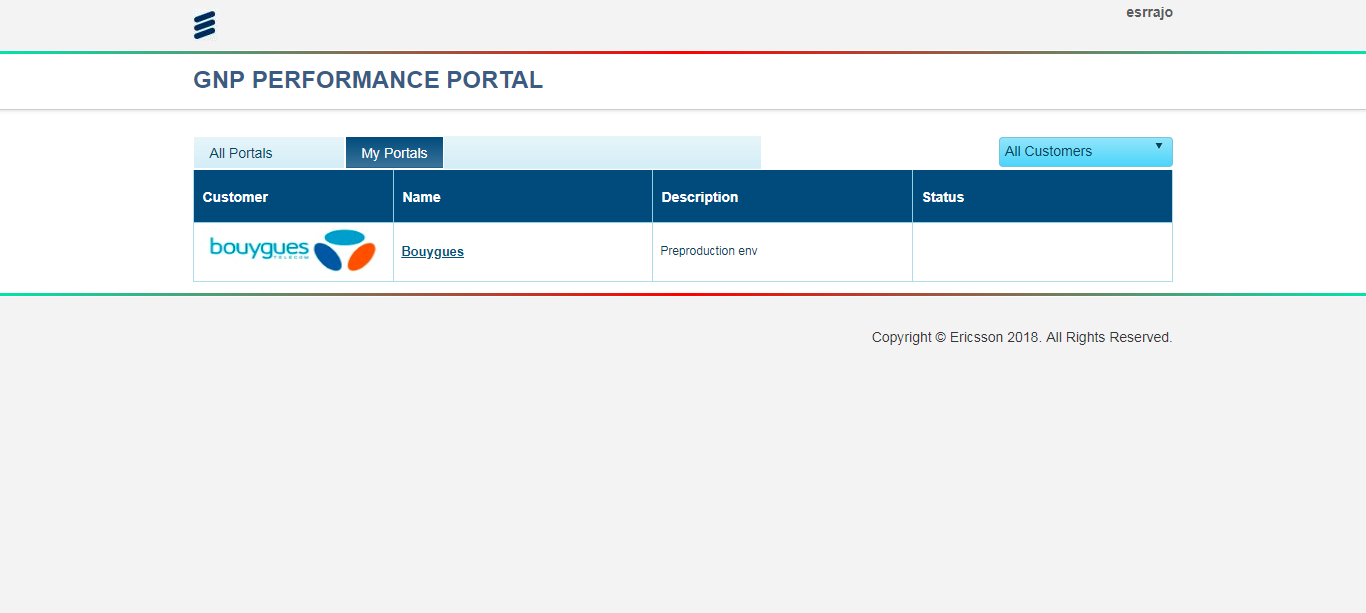 esrrajo
GNP PERFORMANCE PORTAL
All Portals My Portals All Customers
Customer Name Description Status
bouygues TELECOM Bouygues Preproduction env
Copyright © Ericsson 2018. All Rights Reserved.